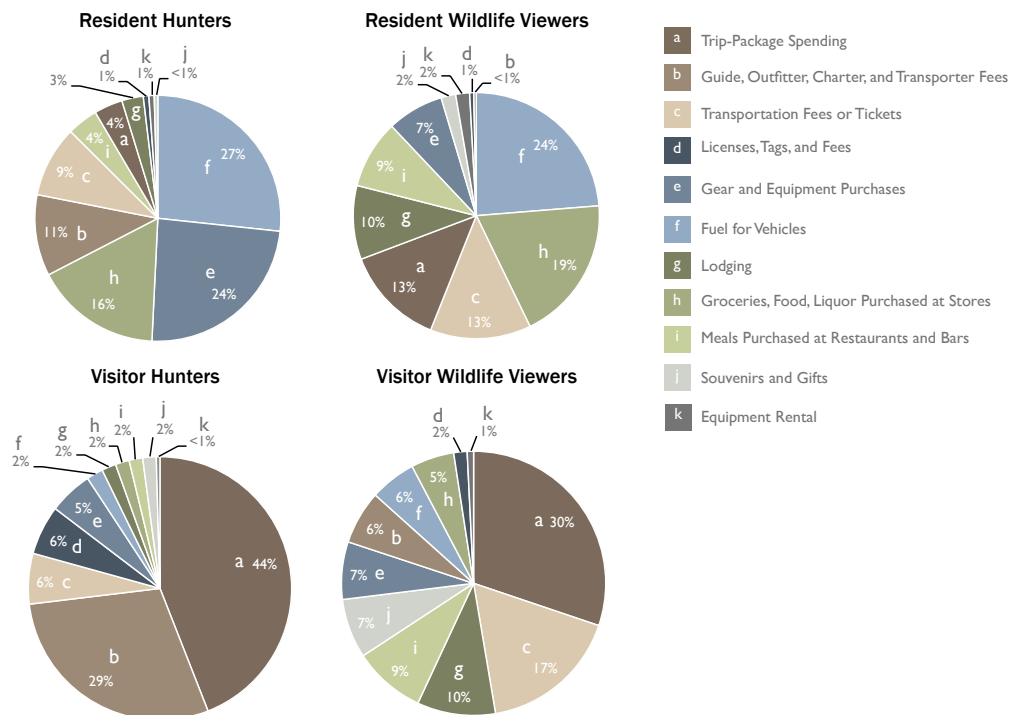 Resident Hunters
d
1%
k
1%
j
<1%
3%
g
4%
a
4%
i
9% c
11% b
h
16%
e
24%
f
27%
Resident Wildlife Viewers
j
2%
k
2%
d
1%
b
<1%
7%
e
9%
i
10% g
a
13%
c
13%
h
19%
f
24%
Visitor Hunters
f
2%
g
2%
h
2%
i
2%
j
2%
k
<1%
5%
e
6% d
6% c
b
29%
a 44%
Visitor Wildlife Viewers
d
2%
k
1%
5%
h
6%
f
6% b
7% e
7% j
i
9%
g
10%
c
17%
a 30%
a Trip-Package Spending
b Guide, Outfitter, Charter, and Transporter Fees
c Transportation Fees or Tickets
d Licenses, Tags, and Fees
e Gear and Equipment Purchases
f Fuel for Vehicles
g Lodging
h Groceries, Food, Liquor Purchased at Stores
i Meals Purchased at Restaurants and Bars
j Souvenirs and Gifts
k Equipment Rental